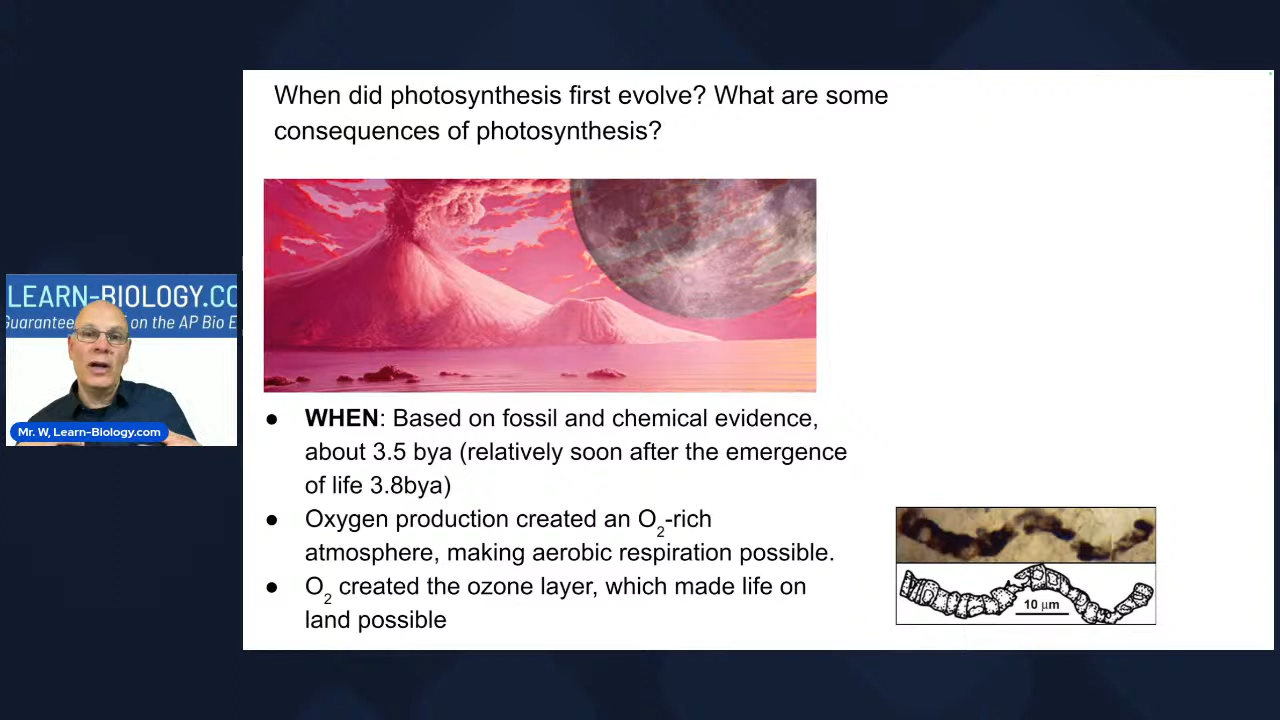 When did photosynthesis first evolve? What are some
consequences of photosynthesis?
LEARN-BIOLOGY.CO
Guarantee on the AP Bio E
Mr. W, Learn-Biology.com
● WHEN: Based on fossil and chemical evidence,
about 3.5 bya (relatively soon after the emergence
of life 3.8bya)
● Oxygen production created an O2-rich
atmosphere, making aerobic respiration possible.
● O2 created the ozone layer, which made life on
land possible
10 µm